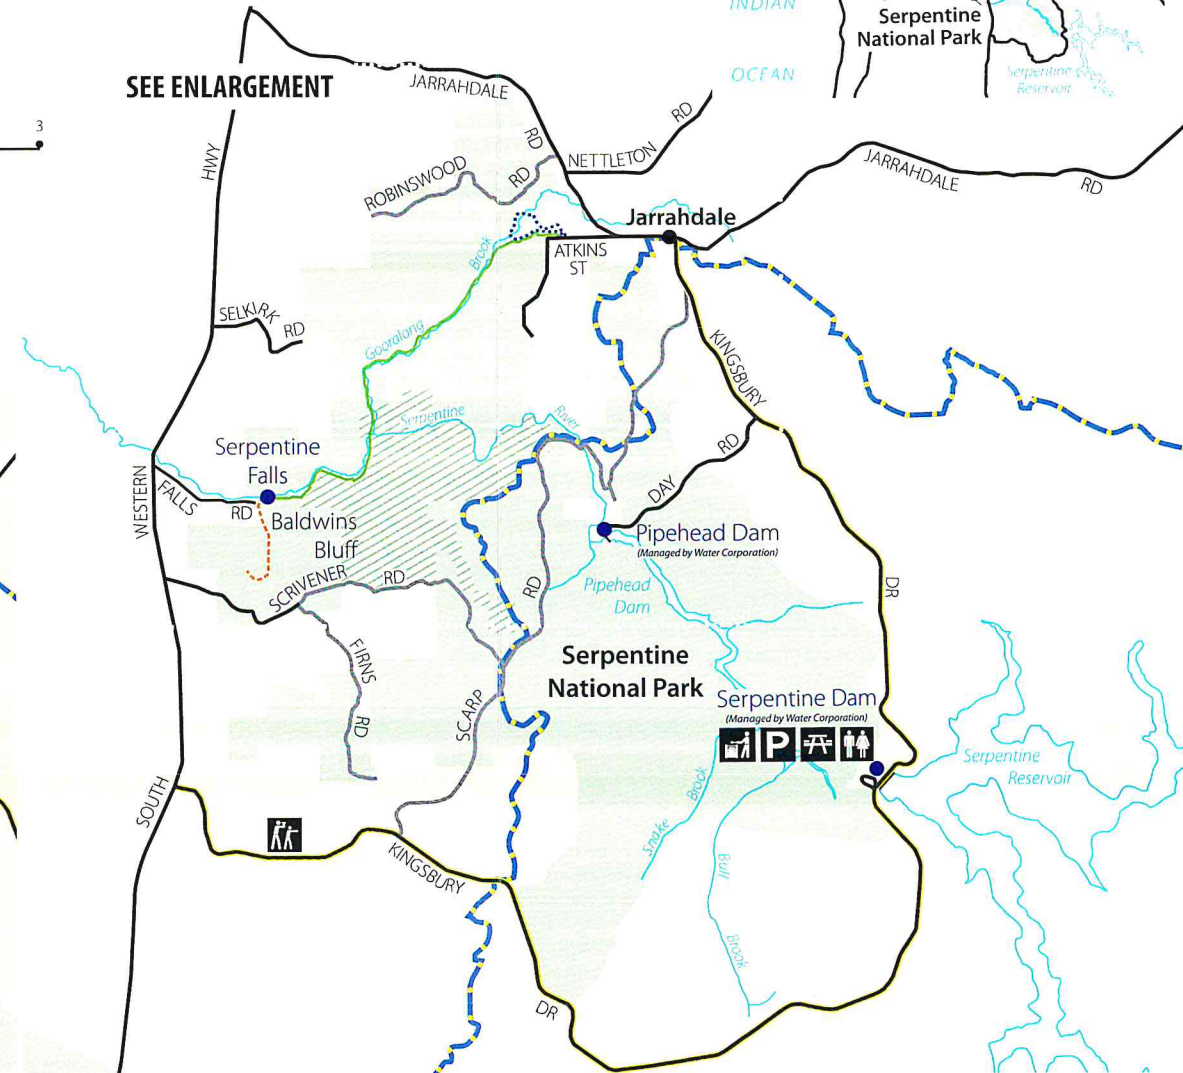 INDIAN
OCEAN
Serpentine
National Park
Serpentine
Reservoir
SEE ENLARGEMENT
3
JARRAHDALE
RD
HWY
ROBINSWOOD
RD
NETTLETON
RD
JARRAHDALE
RD
Jarrahdale
ATKINS
ST
Brook
Gooralong
SELKIRK
RD
KINGSBURY
Serpentine
River
Serpentine
Falls
WESTERN
FALLS
RD
Baldwins
Bluff
DAY
RD
Pipehead Dam
(Managed by Water Corporation)
Pipehead
Dam
SCRIVENER
RD
RD
DR
FIRNS
RD
SCARP
Serpentine
National Park
Serpentine Dam
(Managed by Water Corporation)
P
Serpentine
Reservoir
SOUTH
Snake
Brock
Bull
Brook
KINGSBURY
DR